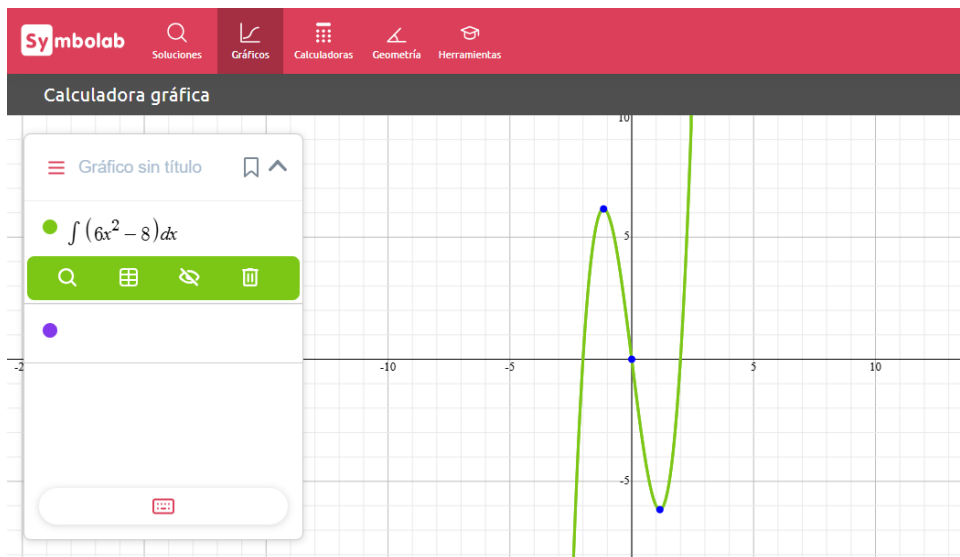 Symbolab
Soluciones
Gráficos
Calculadoras
Geometría
Herramientas
Calculadora gráfica
Gráfico sin título
∫(6x² − 8)dx
10
5
-2
-10
-5
5
10
-5